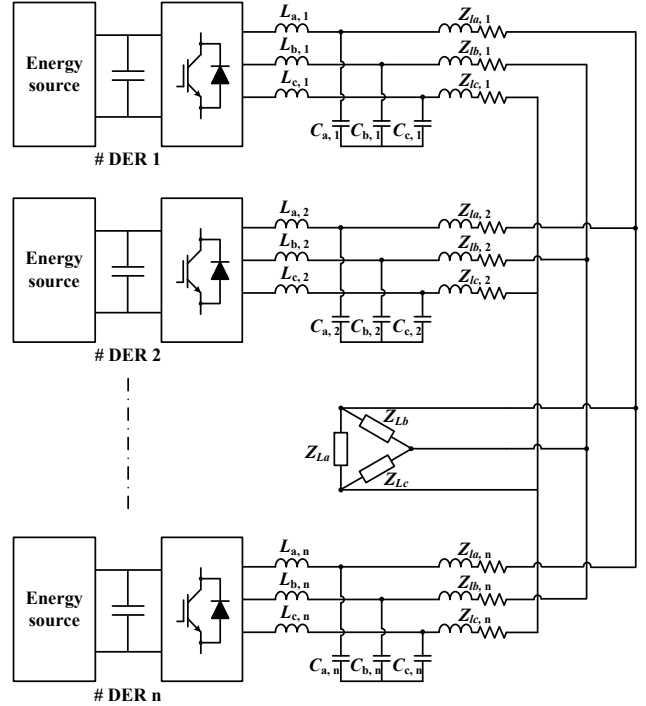 L_a, 1
Z_la, 1
L_b, 1
Z_lb, 1
L_c, 1
Z_lc, 1
Energy
source
C_a, 1
C_b, 1
C_c, 1
# DER 1
L_a, 2
Z_la, 2
L_b, 2
Z_lb, 2
L_c, 2
Z_lc, 2
Energy
source
C_a, 2
C_b, 2
C_c, 2
# DER 2
Z_Lb
Z_La
Z_Lc
L_a, n
Z_la, n
L_b, n
Z_lb, n
L_c, n
Z_lc, n
Energy
source
C_a, n
C_b, n
C_c, n
# DER n